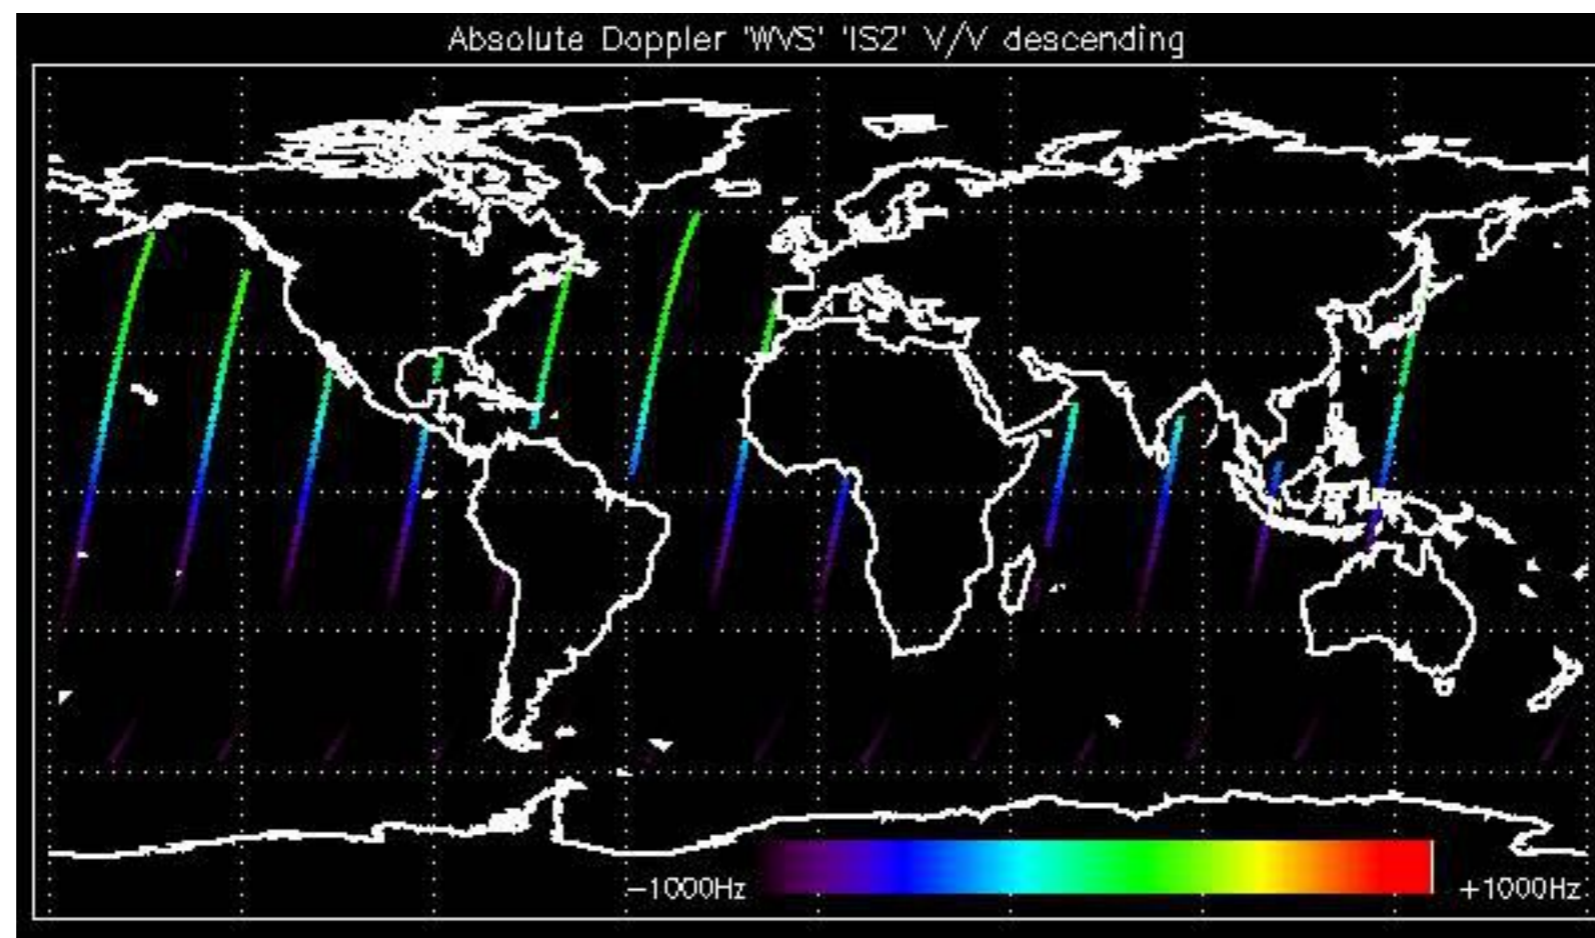 Absolute Doppler 'WVS' 'IS2' V/V descending
−1000Hz
+1000Hz